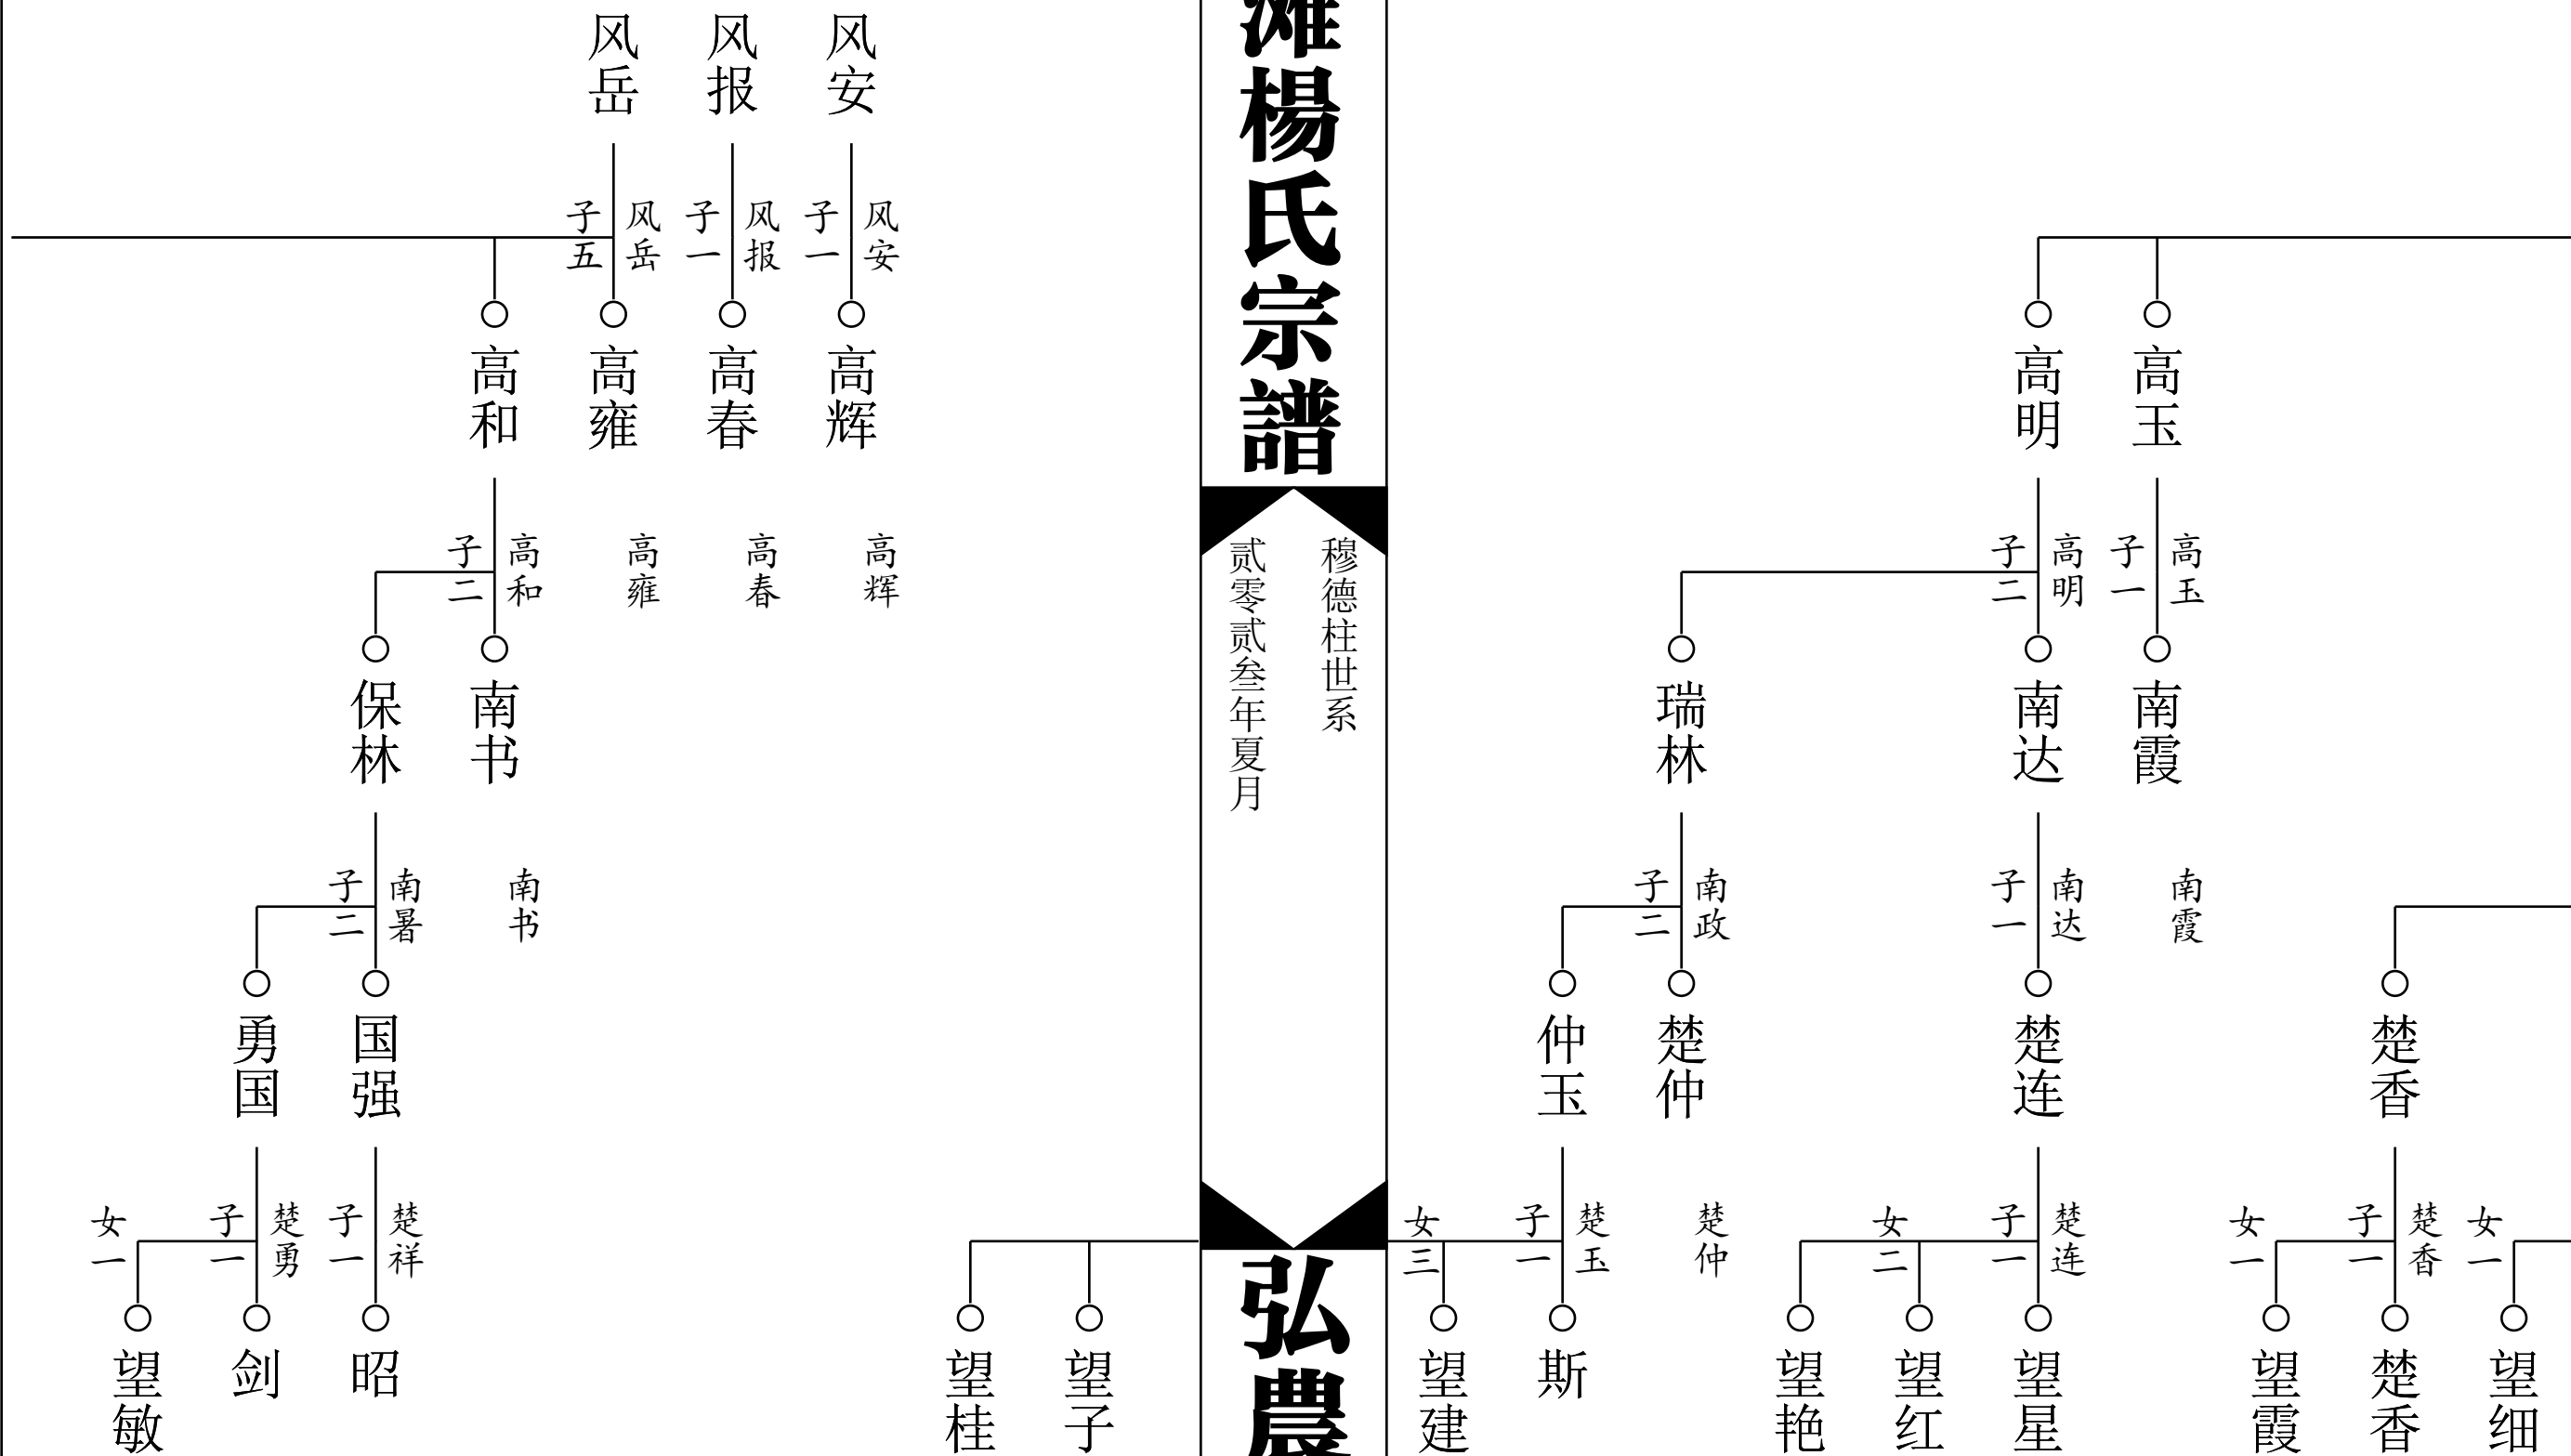 高玉
高明
高玉
子一
高明
子二
南霞
南达
瑞林
南霞
南达
子一
南政
子二
楚香
楚连
楚仲
仲玉
女一
楚香
子一
女一
楚连
子一
女二
楚仲
楚玉
子一
女三
望细
楚香
望霞
望星
望红
望艳
斯
望建
滩楊氏宗譜
穆德柱世系
贰零贰叁年夏月
弘農
望子
望桂
风安
风报
风岳
风安
子一
风报
子一
风岳
子五
高辉
高春
高雍
高和
高辉
高春
高雍
高和
子二
南书
保林
南书
南暑
子二
国强
勇国
楚祥
子一
楚勇
子一
女一
昭
剑
望敏